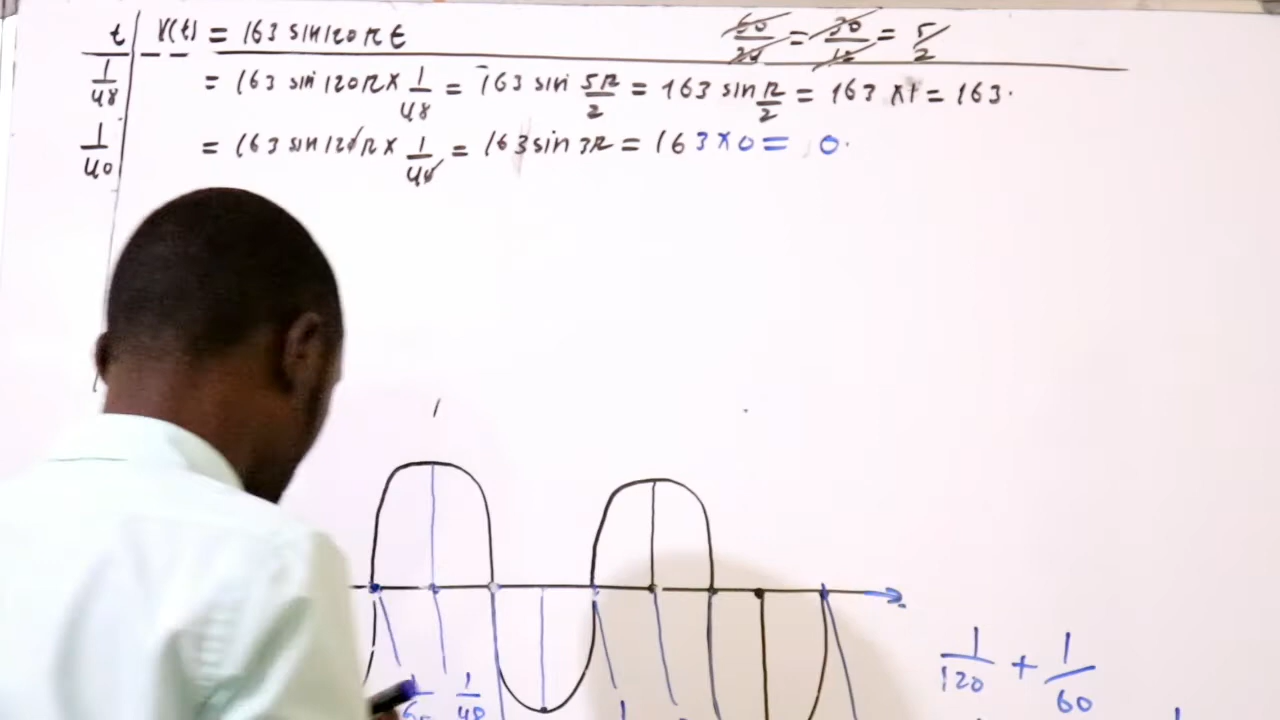 t V(t) = 163 sin 120 π t 60/24 = 30/12 = 5/2
1/48 = 163 sin 120π × 1/48 = 163 sin 5π/2 = 163 sin π/2 = 163 × 1 = 163.
1/40 = 163 sin 120π × 1/40 = 163 sin 3π = 163 × 0 = 0.
1/120 + 1/60
1/48